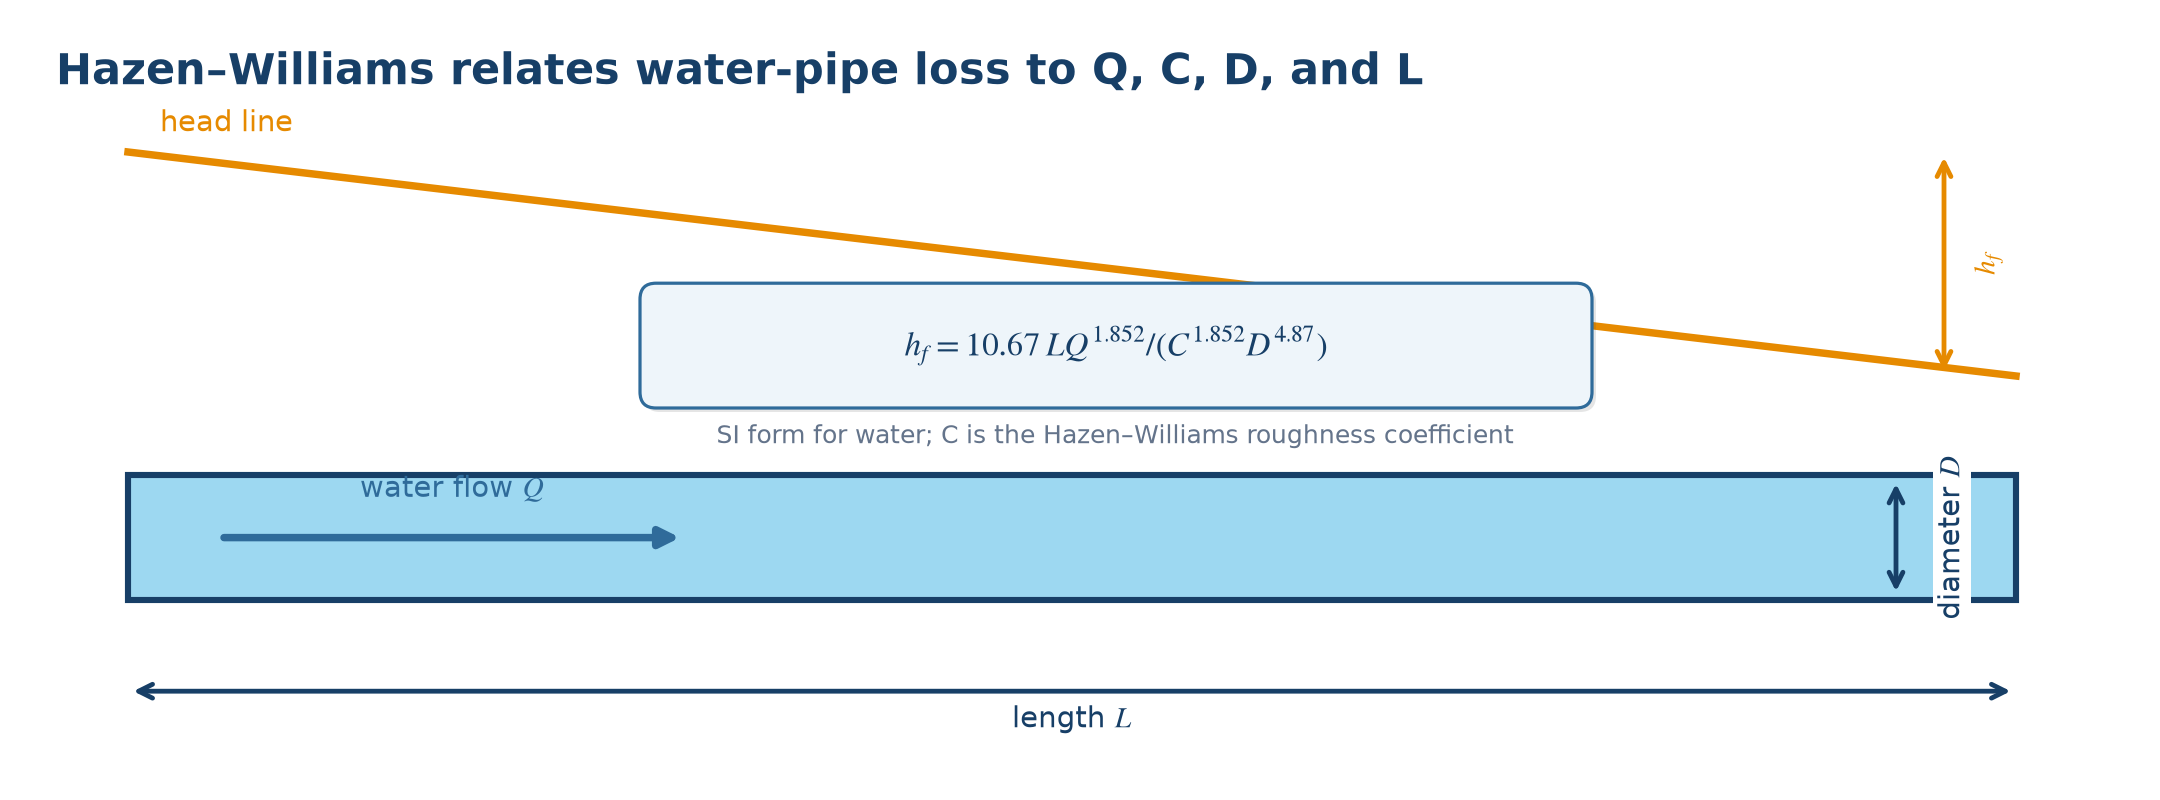 Hazen–Williams relates water-pipe loss to Q, C, D, and L
head line
h_f
h_f = 10.67 LQ^1.852/(C^1.852 D^4.87)
SI form for water; C is the Hazen–Williams roughness coefficient
water flow Q
diameter D
length L